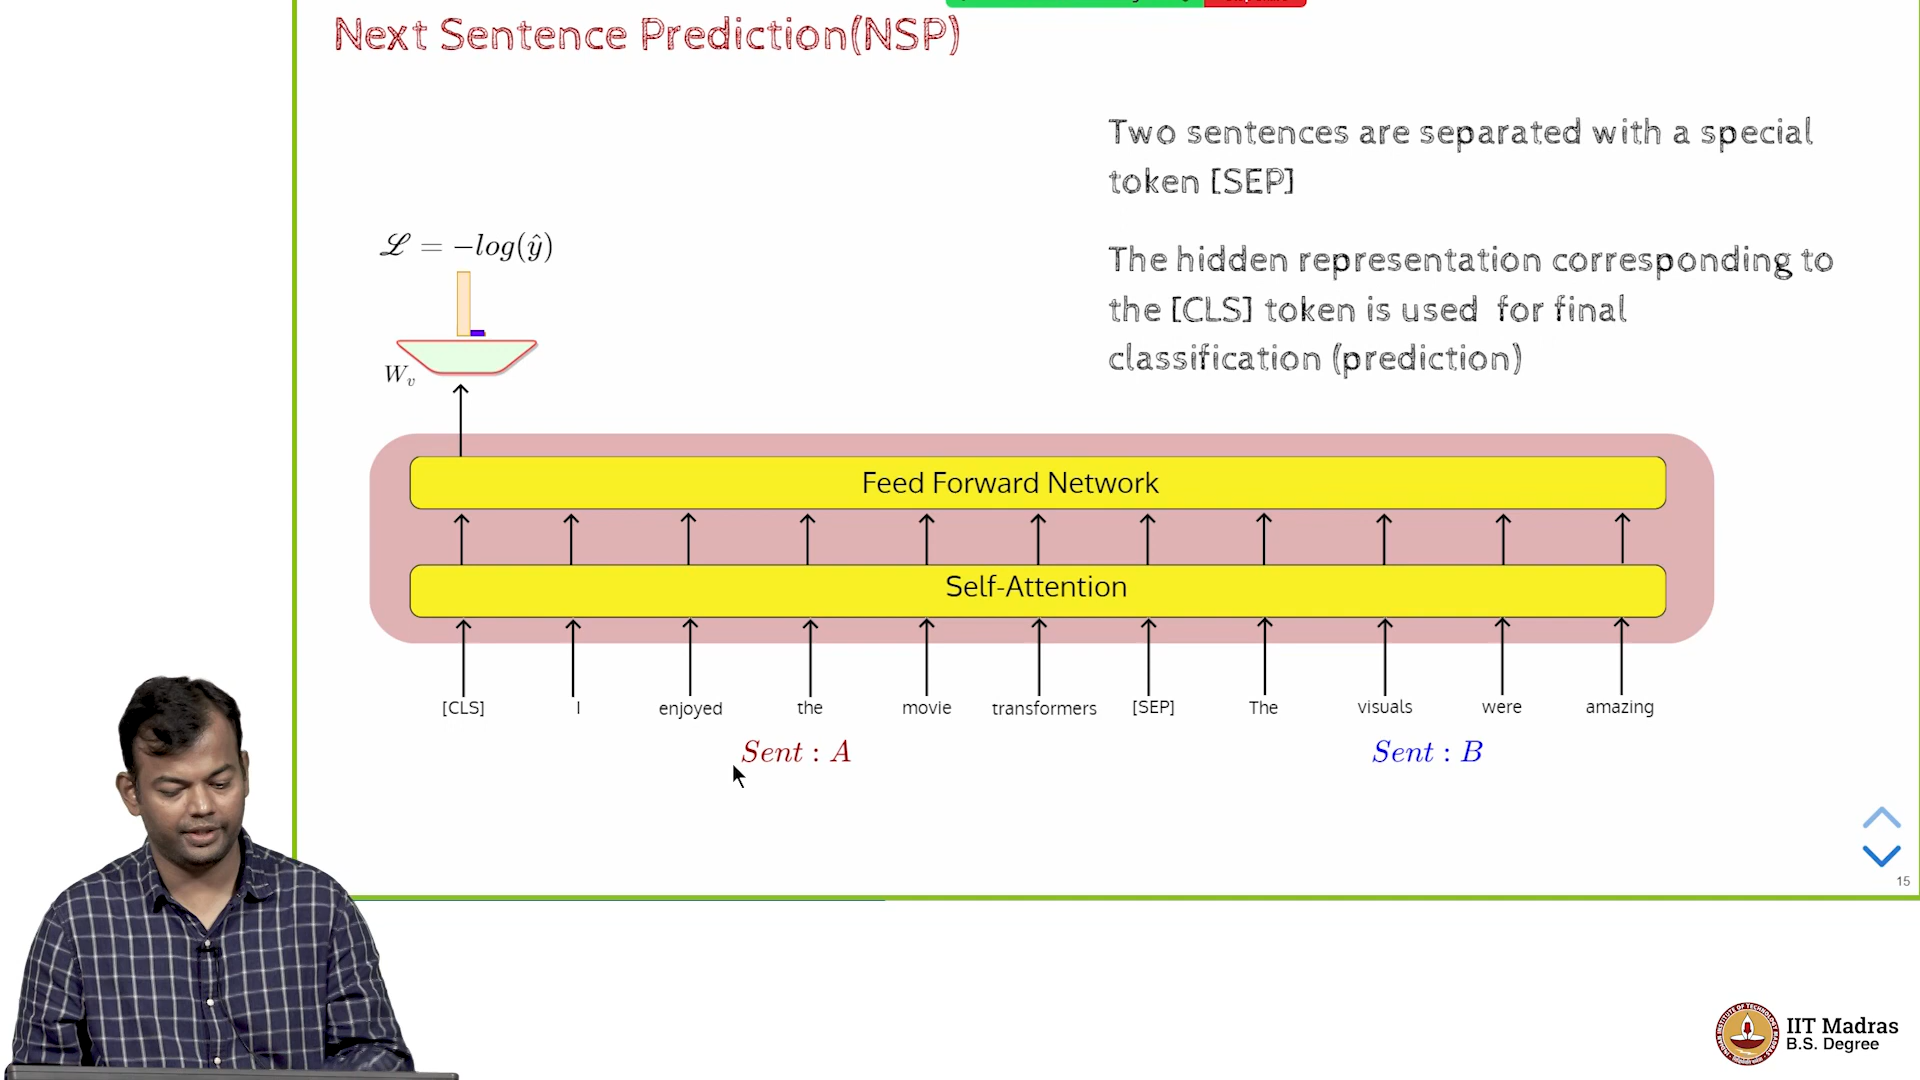 Next Sentence Prediction(NSP)
Two sentences are separated with a special
token [SEP]
The hidden representation corresponding to
the [CLS] token is used for final
classification (prediction)
ℒ = −log(ŷ)
W_v
Feed Forward Network
Self-Attention
[CLS] I enjoyed the movie transformers [SEP] The visuals were amazing
Sent : A Sent : B
15
IIT Madras
B.S. Degree